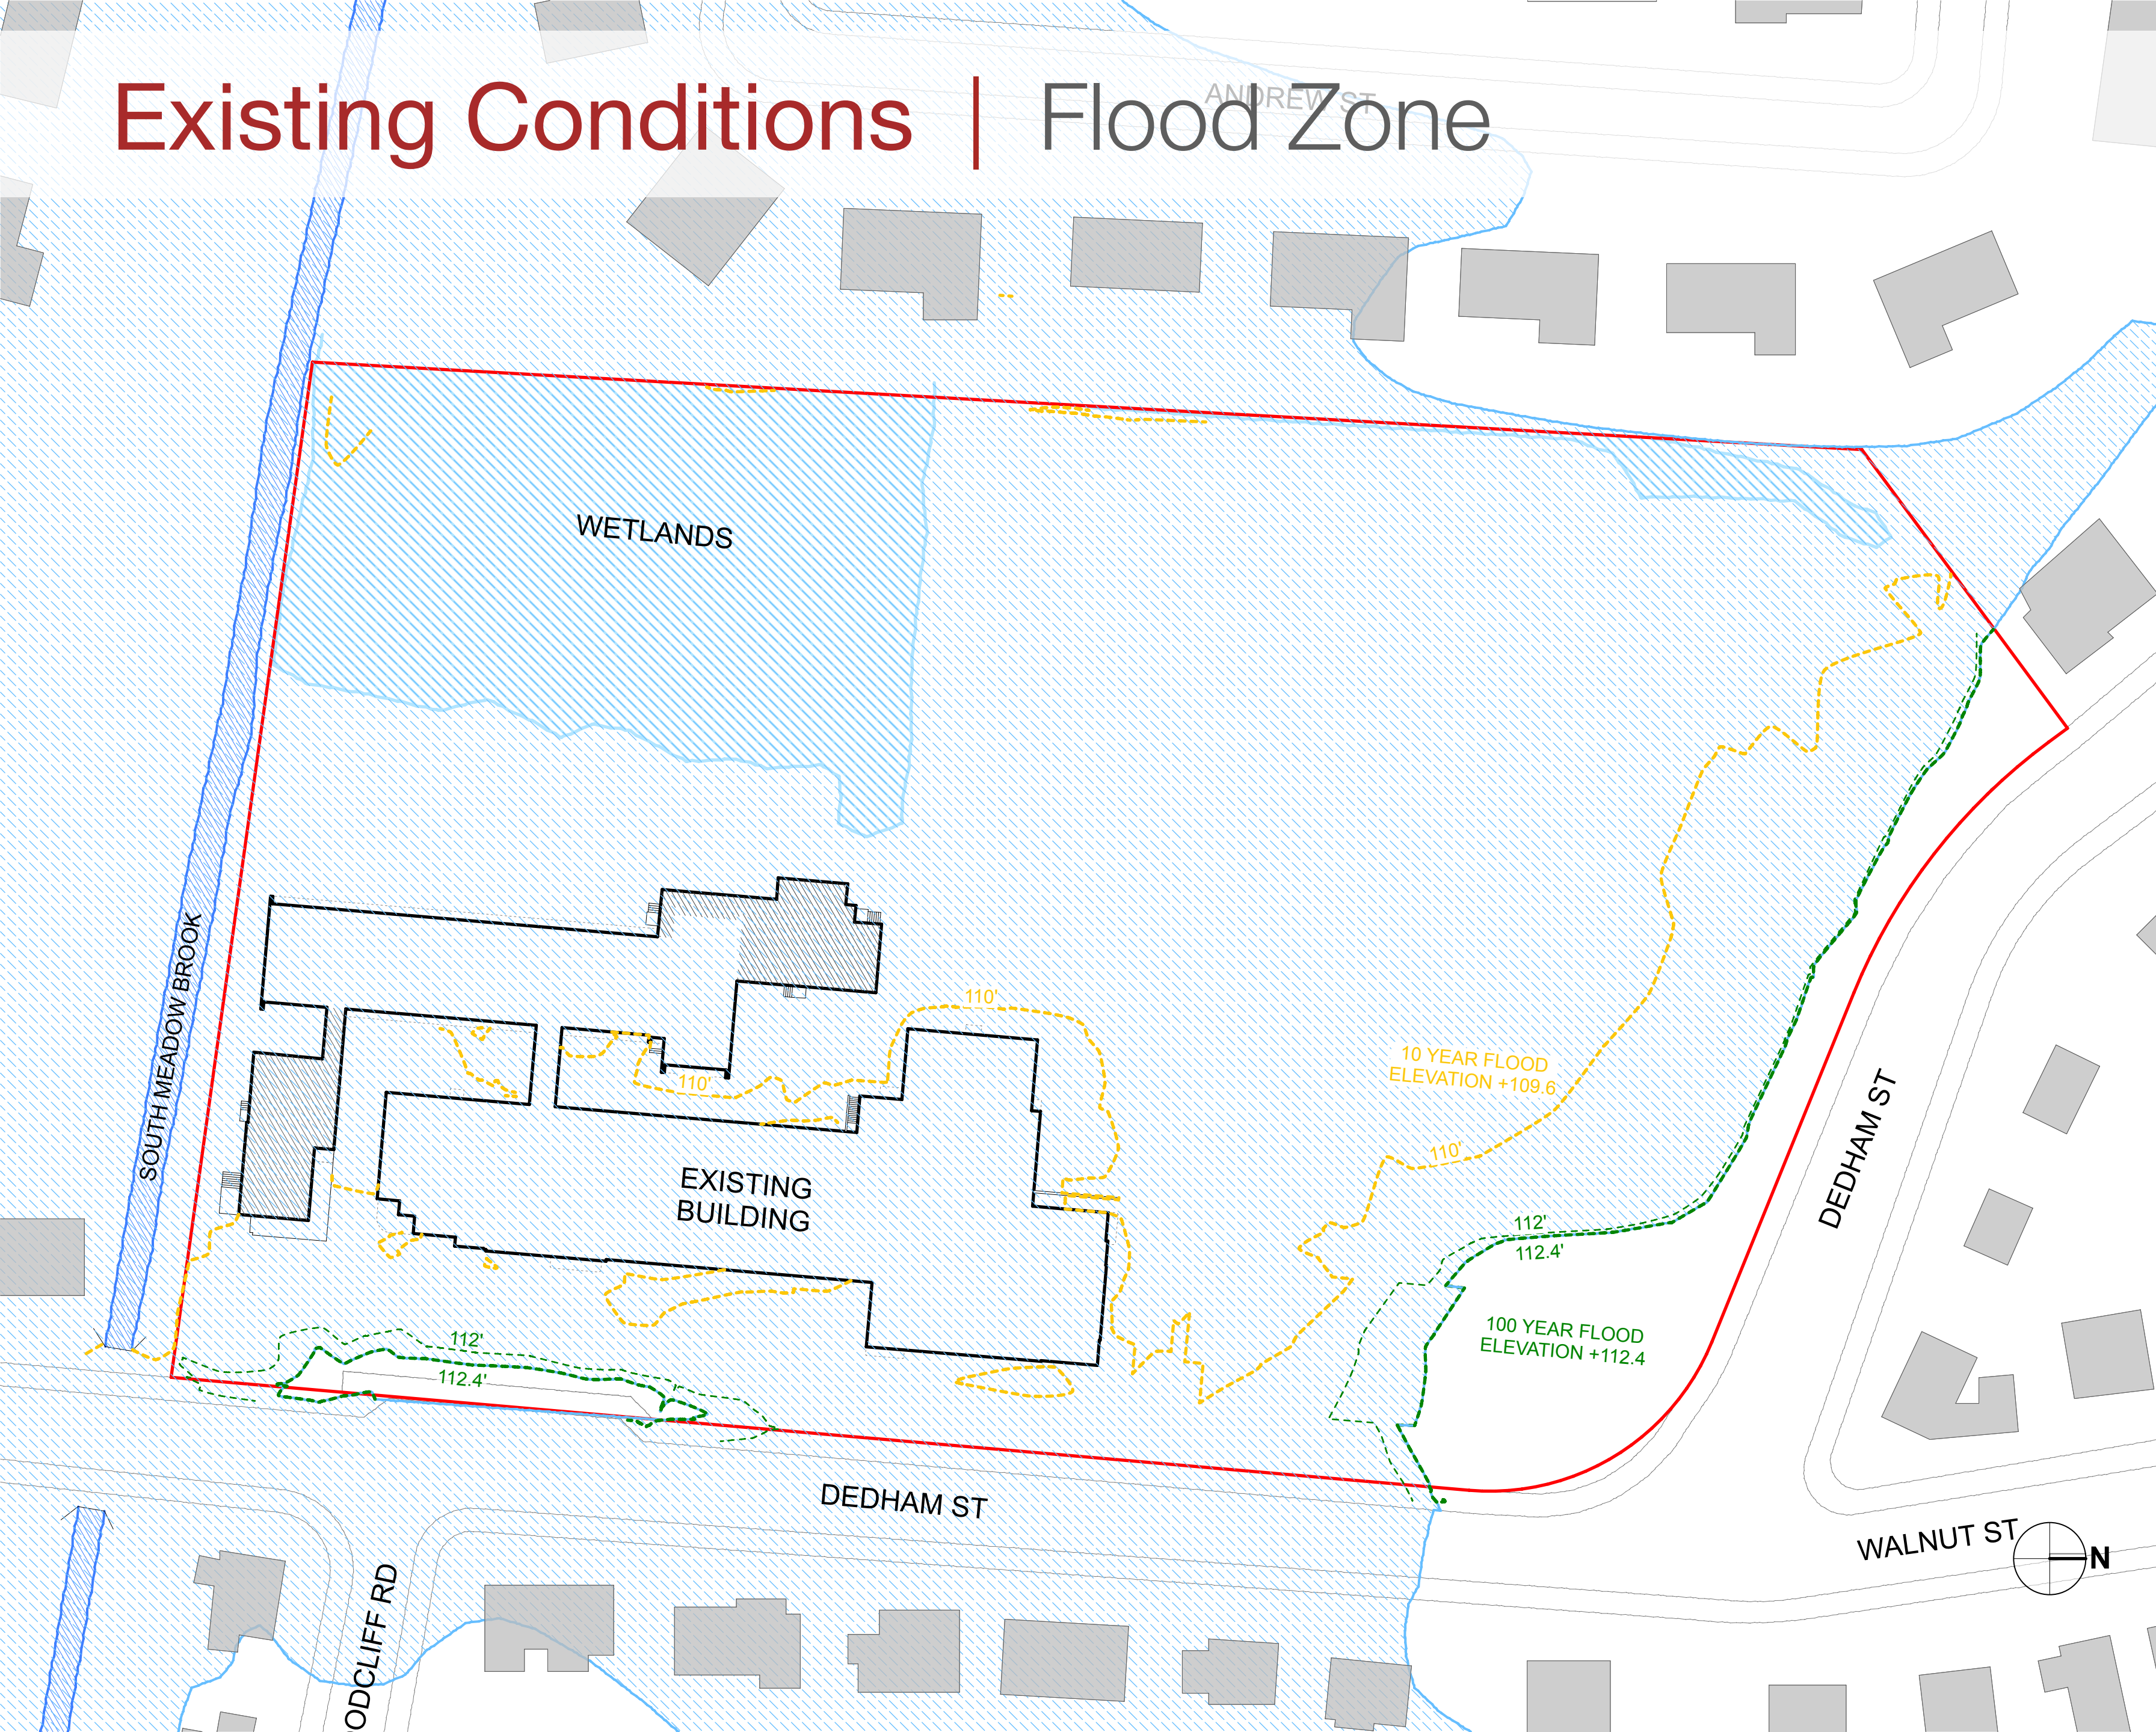 Existing Conditions | Flood Zone
ANDREW ST
WETLANDS
SOUTH MEADOW BROOK
110'
110'
10 YEAR FLOOD
ELEVATION +109.6
110'
EXISTING
BUILDING
DEDHAM ST
112'
112.4'
100 YEAR FLOOD
ELEVATION +112.4
112'
112.4'
DEDHAM ST
WALNUT ST
N
ODCLIFF RD